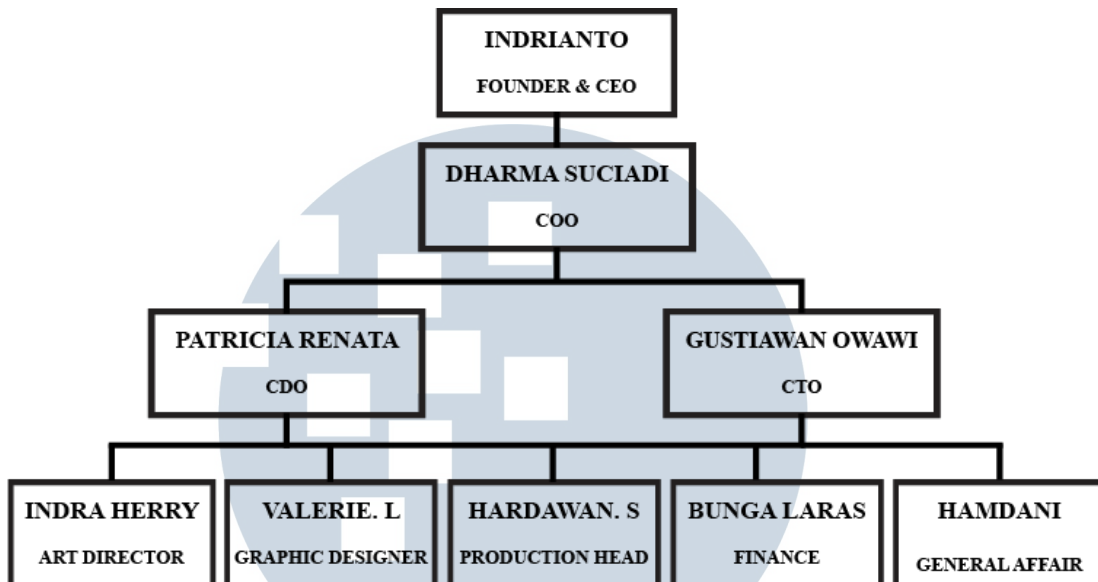 INDRIANTO
FOUNDER & CEO
DHARMA SUCIADI
COO
PATRICIA RENATA
CDO
GUSTIAWAN OWAWI
CTO
INDRA HERRY
ART DIRECTOR
VALERIE. L
GRAPHIC DESIGNER
HARDAWAN. S
PRODUCTION HEAD
BUNGA LARAS
FINANCE
HAMDANI
GENERAL AFFAIR